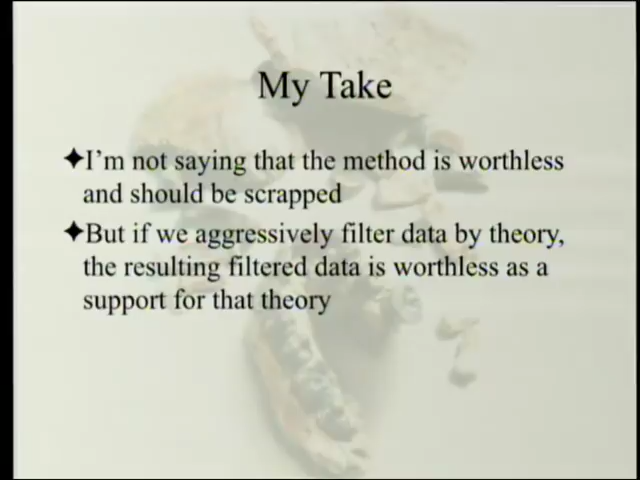 My Take
✦I'm not saying that the method is worthless
and should be scrapped
✦But if we aggressively filter data by theory,
the resulting filtered data is worthless as a
support for that theory